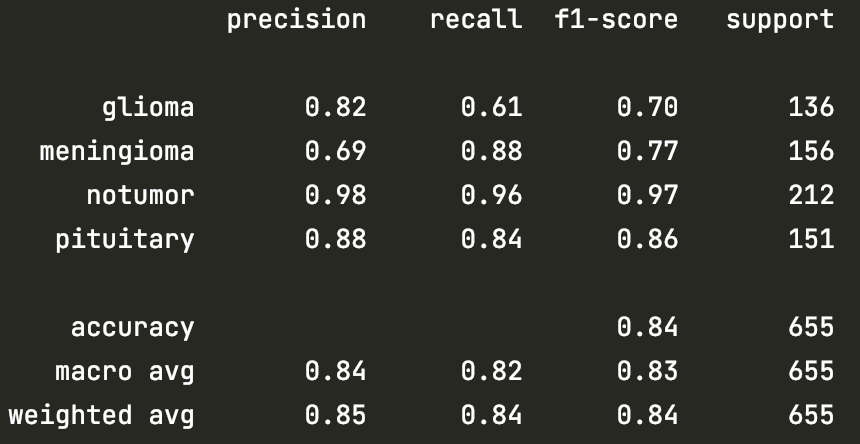 precision recall f1-score support
glioma 0.82 0.61 0.70 136
meningioma 0.69 0.88 0.77 156
notumor 0.98 0.96 0.97 212
pituitary 0.88 0.84 0.86 151
accuracy 0.84 655
macro avg 0.84 0.82 0.83 655
weighted avg 0.85 0.84 0.84 655